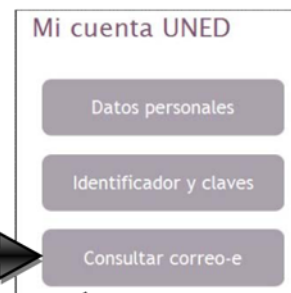 Mi cuenta UNED
Datos personales
Identificador y claves
Consultar correo-e